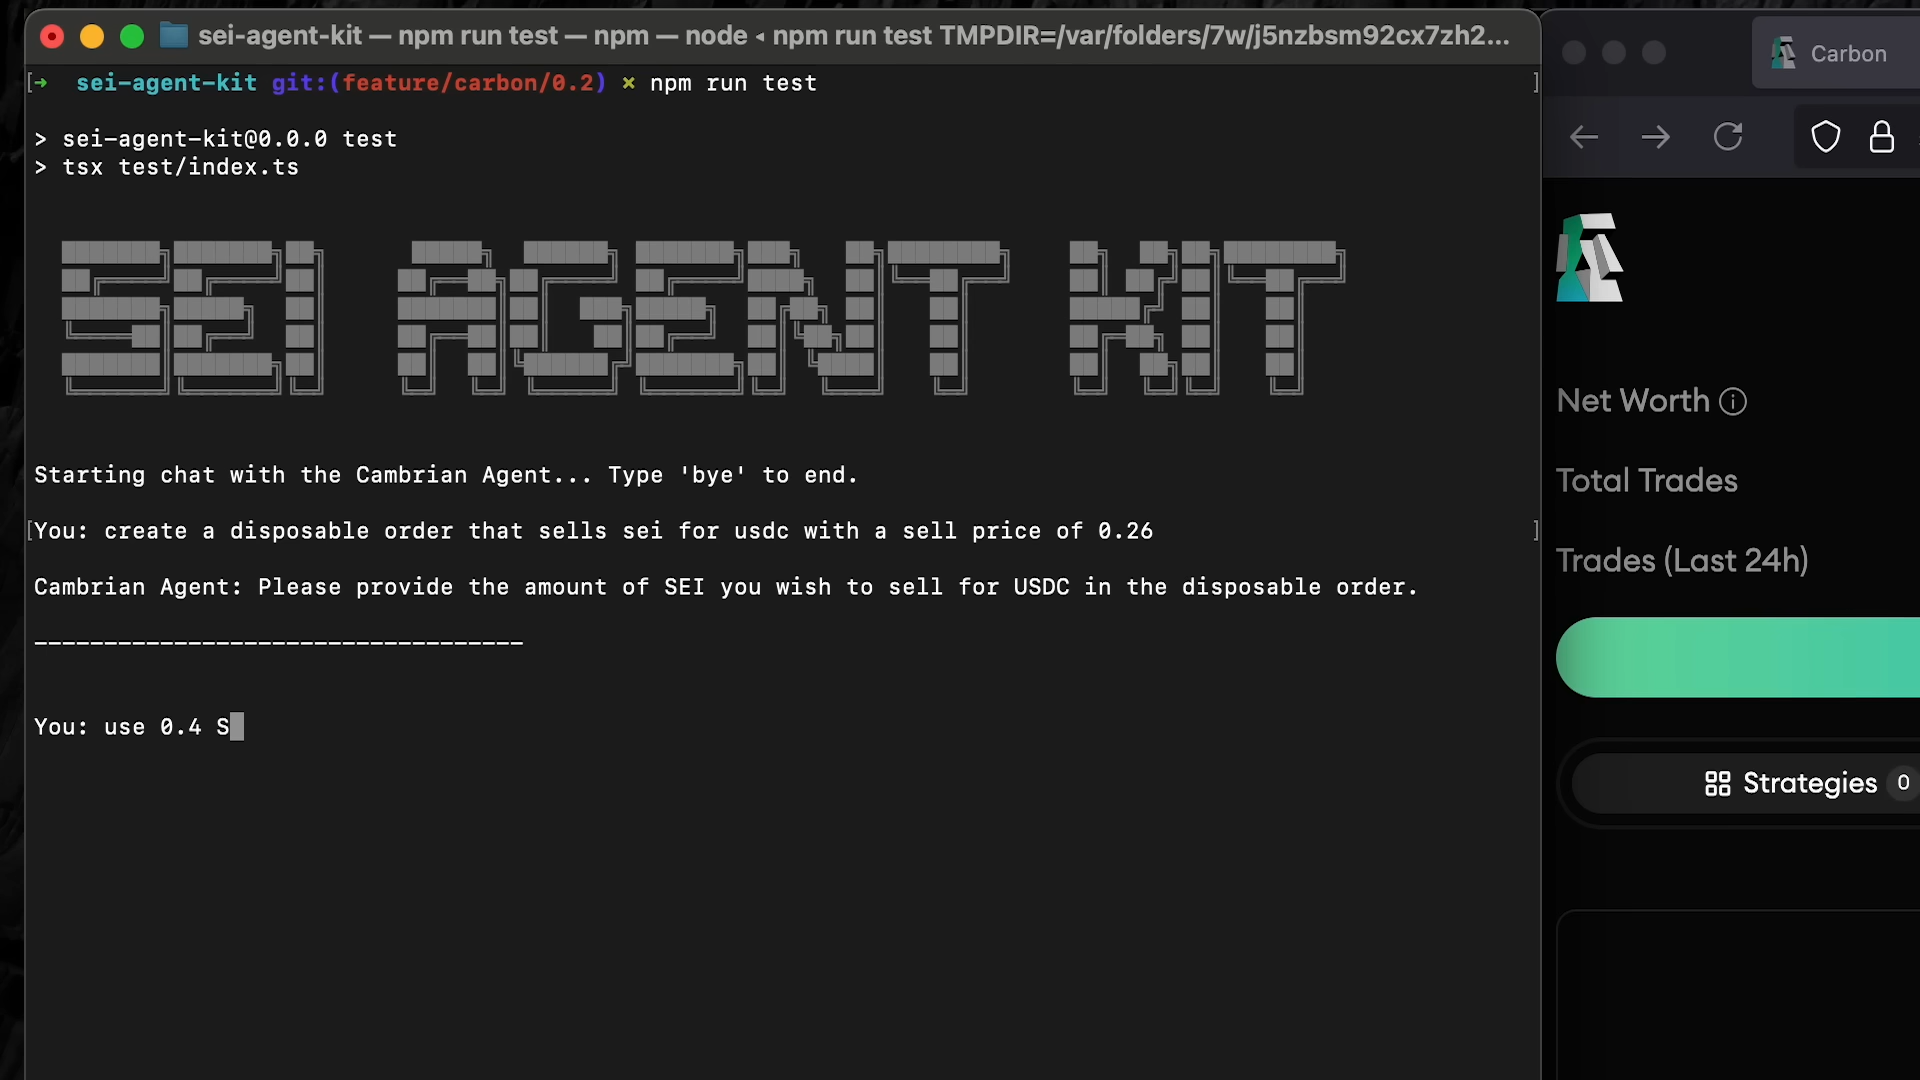 sei-agent-kit — npm run test — npm — node ◂ npm run test TMPDIR=/var/folders/7w/j5nzbsm92cx7zh2...
[➜ sei-agent-kit git:(feature/carbon/0.2) × npm run test ]
> sei-agent-kit@0.0.0 test
> tsx test/index.ts
SEI AGENT KIT
Starting chat with the Cambrian Agent... Type 'bye' to end.
[You: create a disposable order that sells sei for usdc with a sell price of 0.26 ]
Cambrian Agent: Please provide the amount of SEI you wish to sell for USDC in the disposable order.
-----------------------------------
You: use 0.4 S
Carbon
Net Worth
Total Trades
Trades (Last 24h)
Strategies 0